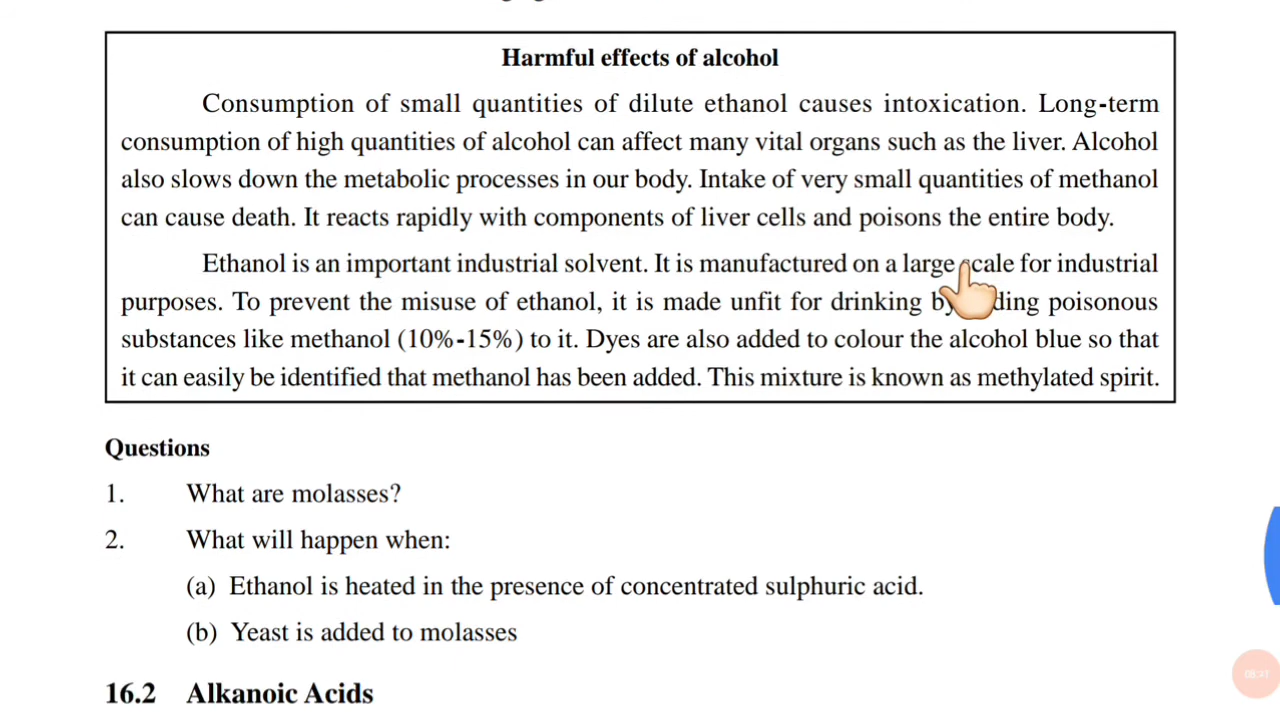 Harmful effects of alcohol
Consumption of small quantities of dilute ethanol causes intoxication. Long-term
consumption of high quantities of alcohol can affect many vital organs such as the liver. Alcohol
also slows down the metabolic processes in our body. Intake of very small quantities of methanol
can cause death. It reacts rapidly with components of liver cells and poisons the entire body.
Ethanol is an important industrial solvent. It is manufactured on a large scale for industrial
purposes. To prevent the misuse of ethanol, it is made unfit for drinking by adding poisonous
substances like methanol (10%-15%) to it. Dyes are also added to colour the alcohol blue so that
it can easily be identified that methanol has been added. This mixture is known as methylated spirit.
Questions
1. What are molasses?
2. What will happen when:
(a) Ethanol is heated in the presence of concentrated sulphuric acid.
(b) Yeast is added to molasses
16.2 Alkanoic Acids